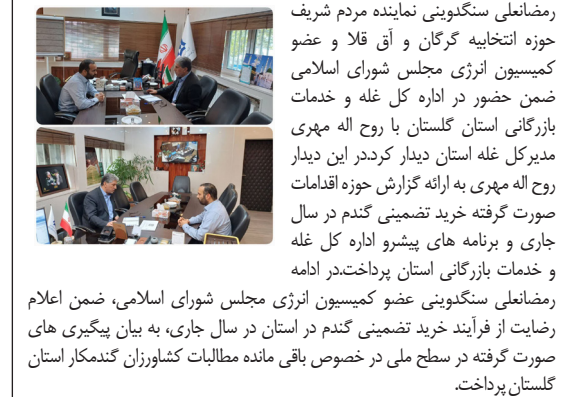 رمضانعلی سنگدوینی نماینده مردم شریف
حوزه انتخابیه گرگان و آق قلا و عضو
کمیسیون انرژی مجلس شورای اسلامی
ضمن حضور در اداره کل غله و خدمات
بازرگانی استان گلستان با روح اله مهری
مدیرکل غله استان دیدار کرد.در این دیدار
روح اله مهری به ارائه گزارش حوزه اقدامات
صورت گرفته خرید تضمینی گندم در سال
جاری و برنامه های پیشرو اداره کل غله
و خدمات بازرگانی استان پرداخت.در ادامه
رمضانعلی سنگدوینی عضو کمیسیون انرژی مجلس شورای اسلامی، ضمن اعلام
رضایت از فرآیند خرید تضمینی گندم در استان در سال جاری، به بیان پیگیری های
صورت گرفته در سطح ملی در خصوص باقی مانده مطالبات کشاورزان گندمکار استان
گلستان پرداخت.